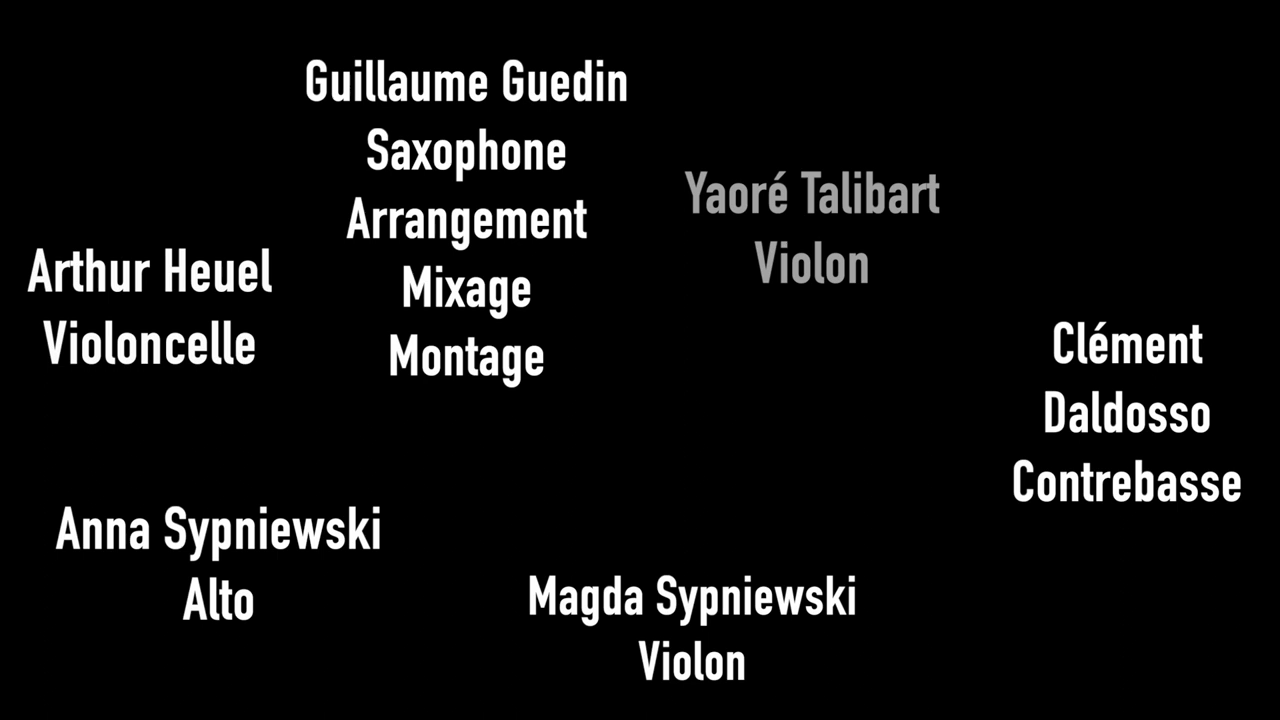 Guillaume Guedin
Saxophone
Arrangement
Mixage
Montage
Yaoré Talibart
Violon
Arthur Heuel
Violoncelle
Clément
Daldosso
Contrebasse
Anna Sypniewski
Alto
Magda Sypniewski
Violon